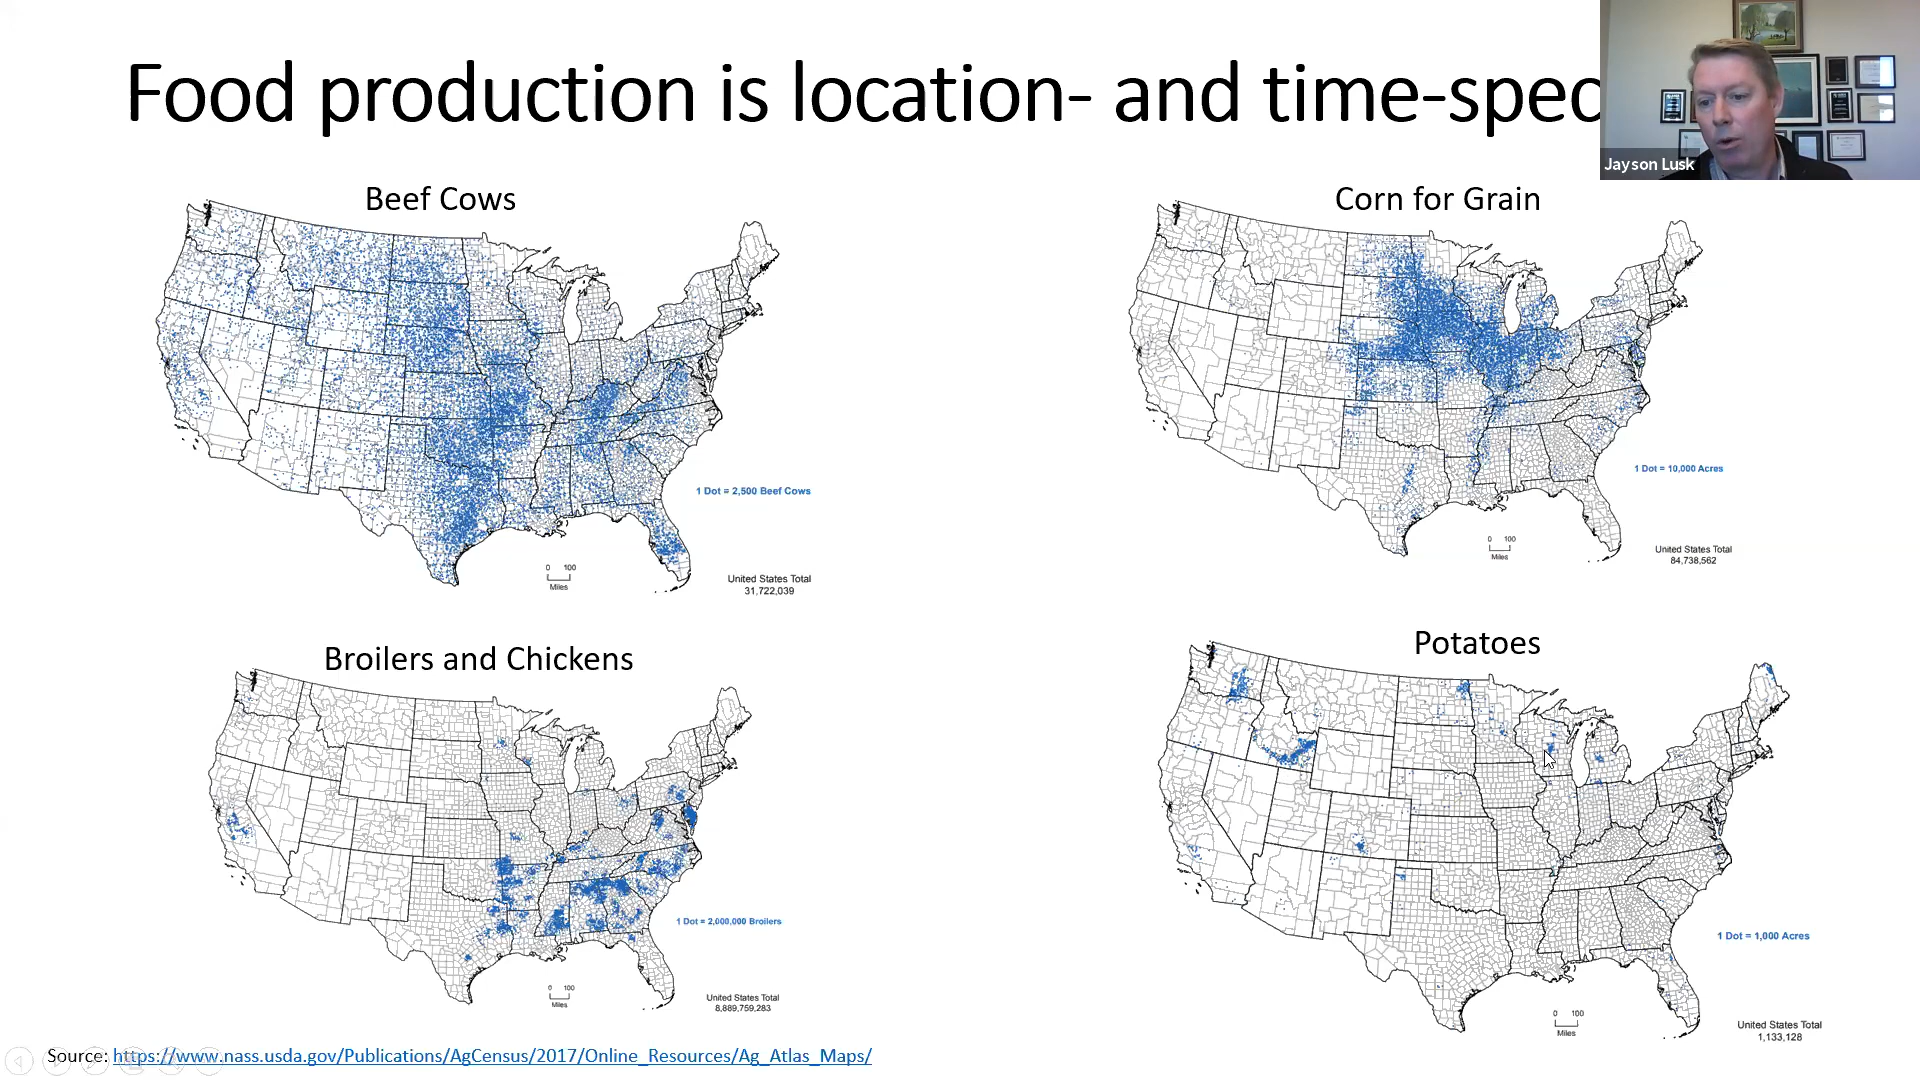 Food production is location- and time-spec
Jayson Lusk
Beef Cows
1 Dot = 2,500 Beef Cows
0 100
Miles
United States Total
31,722,039
Corn for Grain
1 Dot = 10,000 Acres
0 100
Miles
United States Total
84,738,562
Broilers and Chickens
1 Dot = 2,000,000 Broilers
0 100
Miles
United States Total
8,889,759,283
Potatoes
1 Dot = 1,000 Acres
0 100
Miles
United States Total
1,133,128
Source: https://www.nass.usda.gov/Publications/AgCensus/2017/Online_Resources/Ag_Atlas_Maps/